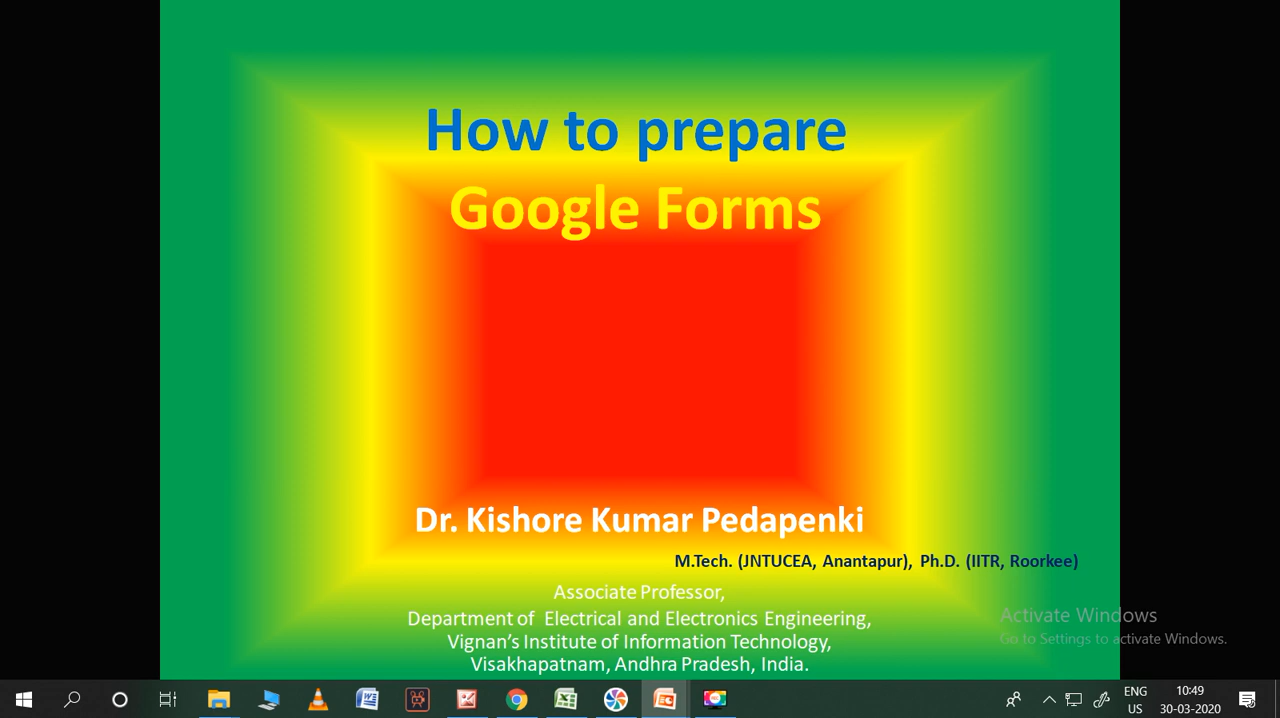 How to prepare
Google Forms
Dr. Kishore Kumar Pedapenki
M.Tech. (JNTUCEA, Anantapur), Ph.D. (IITR, Roorkee)
Associate Professor,
Department of Electrical and Electronics Engineering,
Vignan's Institute of Information Technology,
Visakhapatnam, Andhra Pradesh, India.
Activate Windows
Go to Settings to activate Windows.
ENG
US
10:49
30-03-2020